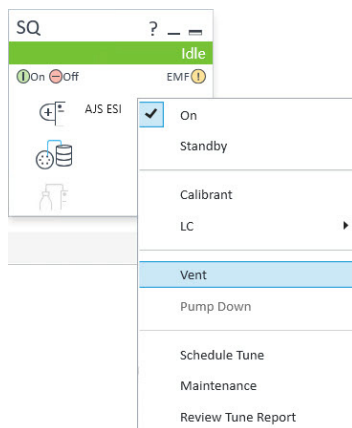 SQ ?
Idle
On Off EMF
AJS ESI
On
Standby
Calibrant
LC
Vent
Pump Down
Schedule Tune
Maintenance
Review Tune Report